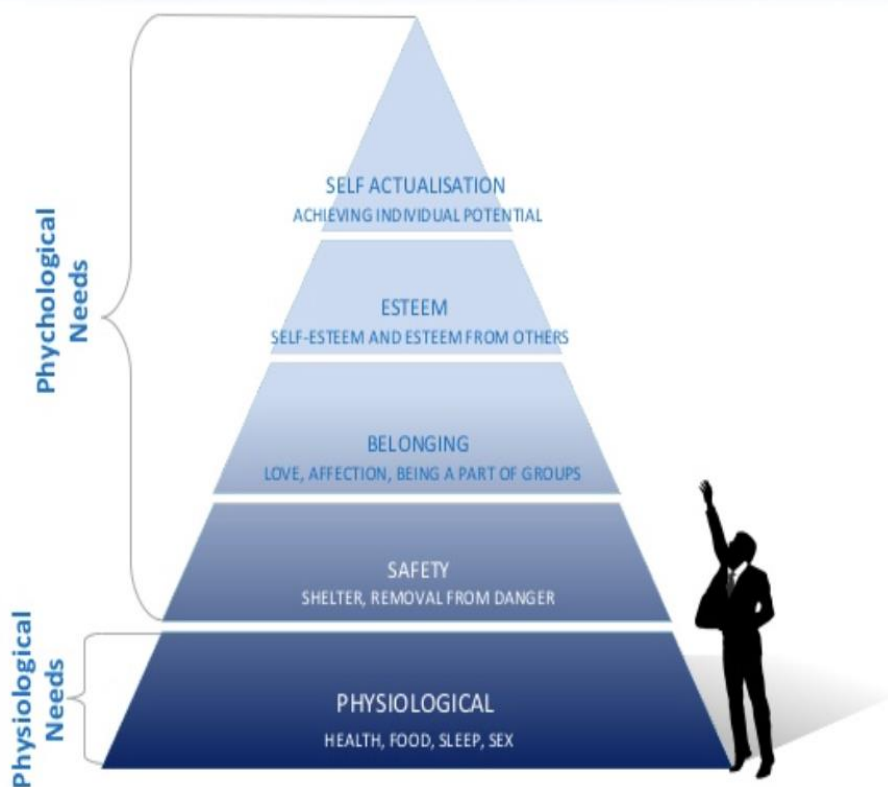 Phychological
Needs
SELF ACTUALISATION
ACHIEVING INDIVIDUAL POTENTIAL
ESTEEM
SELF-ESTEEM AND ESTEEM FROM OTHERS
BELONGING
LOVE, AFFECTION, BEING A PART OF GROUPS
SAFETY
SHELTER, REMOVAL FROM DANGER
Physiological
Needs
PHYSIOLOGICAL
HEALTH, FOOD, SLEEP, SEX